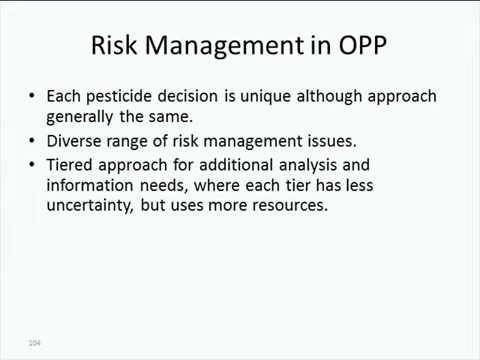 Risk Management in OPP
• Each pesticide decision is unique although approach
generally the same.
• Diverse range of risk management issues.
• Tiered approach for additional analysis and
information needs, where each tier has less
uncertainty, but uses more resources.
104